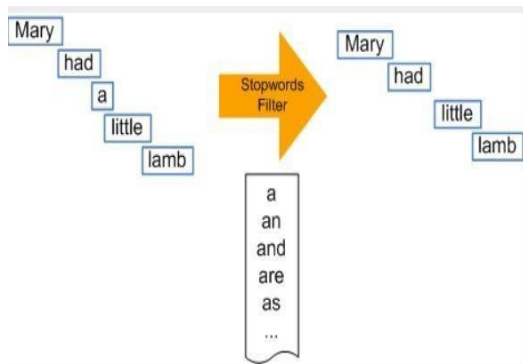 Mary
had
a
little
lamb
Stopwords
Filter
a
an
and
are
as
...
Mary
had
little
lamb